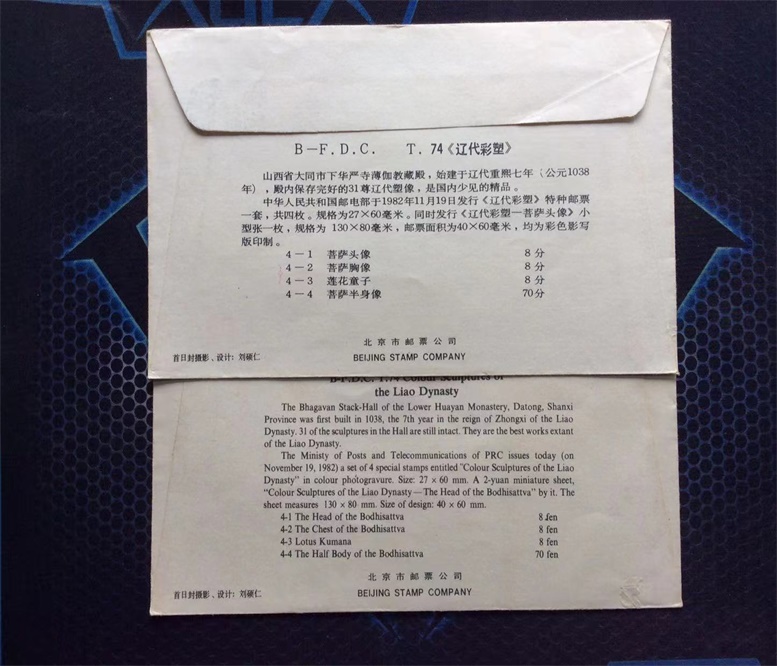 B-F.D.C. T. 74《辽代彩塑》
山西省大同市下华严寺薄伽教藏殿，始建于辽代重熙七年（公元1038
年），殿内保存完好的31尊辽代塑像，是国内少见的精品。
中华人民共和国邮电部于1982年11月19日发行《辽代彩塑》特种邮票
一套，共四枚。规格为27×60毫米。同时发行《辽代彩塑—菩萨头像》小
型张一枚，规格为 130×80毫米，邮票面积为40×60毫米，均为彩色影写
版印制。
4-1 菩萨头像 8分
4-2 菩萨胸像 8分
4-3 莲花童子 8分
4-4 菩萨半身像 70分
北京市邮票公司
首日封摄影、设计：刘硕仁 BEIJING STAMP COMPANY
B-F.D.C. T.74 Colour Sculptures of
the Liao Dynasty
The Bhagavan Stack-Hall of the Lower Huayan Monastery, Datong, Shanxi
Province was first built in 1038, the 7th year in the reign of Zhongxi of the Liao
Dynasty. 31 of the sculptures in the Hall are still intact. They are the best works extant
of the Liao Dynasty.
The Ministy of Posts and Telecommunications of PRC issues today (on
November 19, 1982) a set of 4 special stamps entitled "Colour Sculptures of the Liao
Dynasty" in colour photogravure. Size: 27 × 60 mm. A 2-yuan miniature sheet,
"Colour Sculptures of the Liao Dynasty—The Head of the Bodhisattva" by it. The
sheet measures 130 × 80 mm. Size of design: 40 × 60 mm.
4-1 The Head of the Bodhisattva 8 fen
4-2 The Chest of the Bodhisattva 8 fen
4-3 Lotus Kumana 8 fen
4-4 The Half Body of the Bodhisattva 70 fen
北京市邮票公司
首日封摄影、设计：刘硕仁 BEIJING STAMP COMPANY